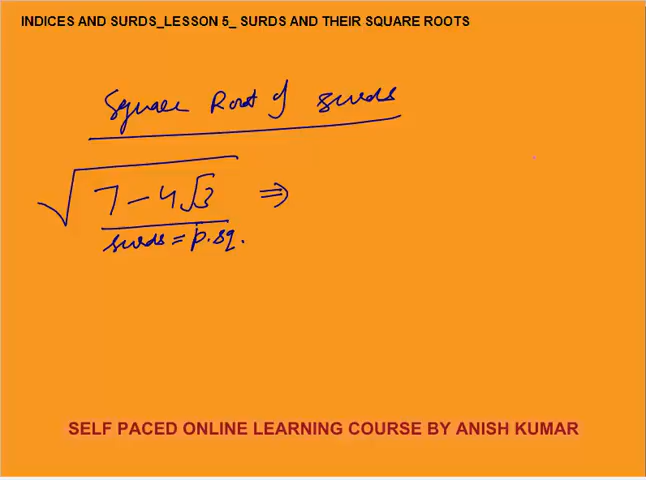 INDICES AND SURDS_LESSON 5_ SURDS AND THEIR SQUARE ROOTS
Square Root of surds
√(7 - 4√3) ⇒
surds = p.sq.
SELF PACED ONLINE LEARNING COURSE BY ANISH KUMAR